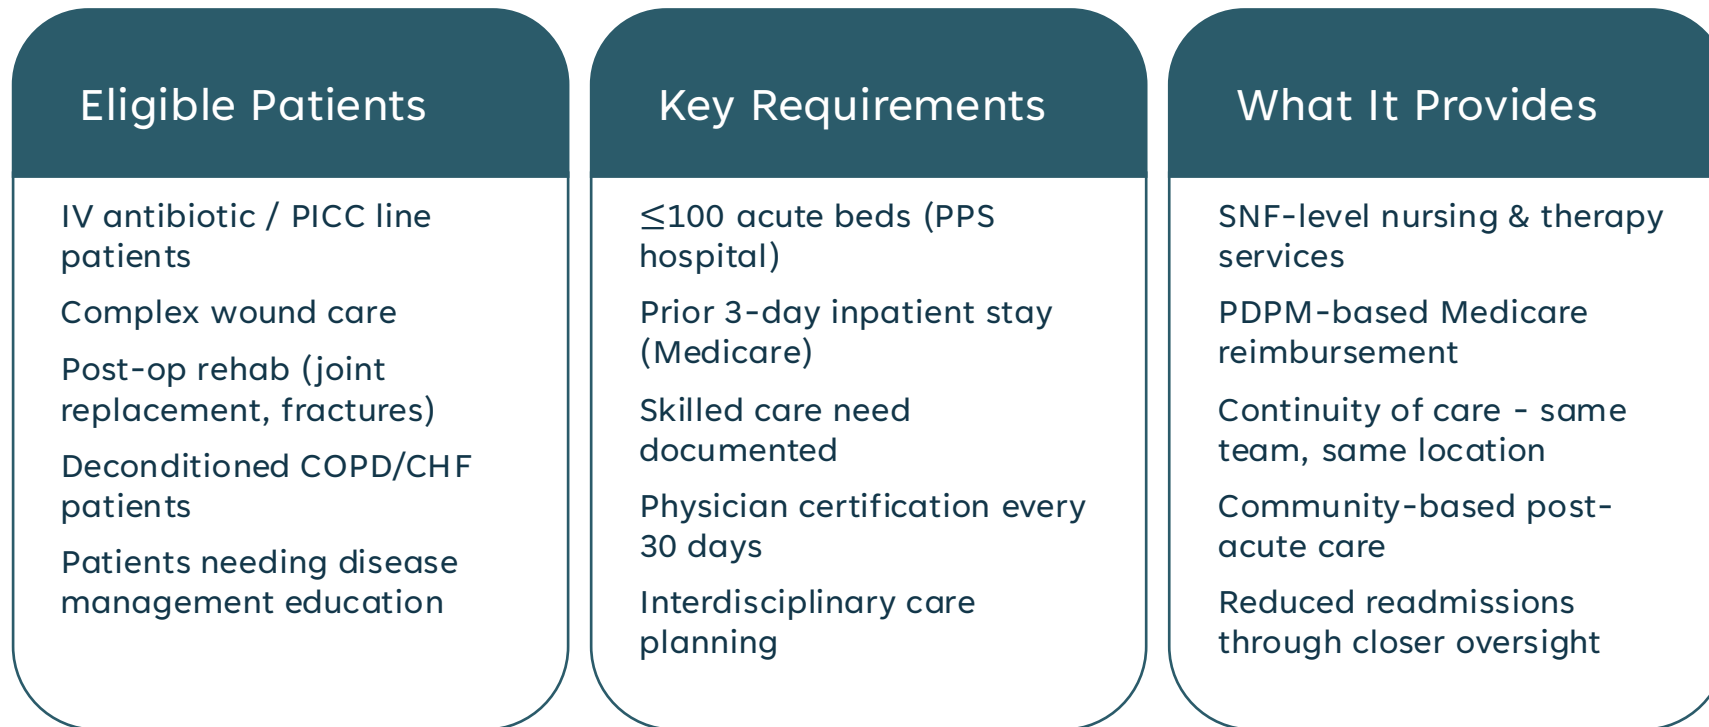 Eligible Patients
IV antibiotic / PICC line
patients
Complex wound care
Post-op rehab (joint
replacement, fractures)
Deconditioned COPD/CHF
patients
Patients needing disease
management education
Key Requirements
≤100 acute beds (PPS
hospital)
Prior 3-day inpatient stay
(Medicare)
Skilled care need
documented
Physician certification every
30 days
Interdisciplinary care
planning
What It Provides
SNF-level nursing & therapy
services
PDPM-based Medicare
reimbursement
Continuity of care - same
team, same location
Community-based post-
acute care
Reduced readmissions
through closer oversight